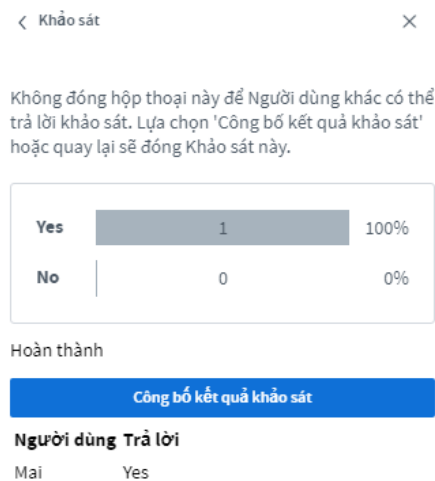 Khảo sát
Không đóng hộp thoại này để Người dùng khác có thể
trả lời khảo sát. Lựa chọn 'Công bố kết quả khảo sát'
hoặc quay lại sẽ đóng Khảo sát này.
Yes 1 100%
No 0 0%
Hoàn thành
Công bố kết quả khảo sát
Người dùng Trả lời
Mai Yes